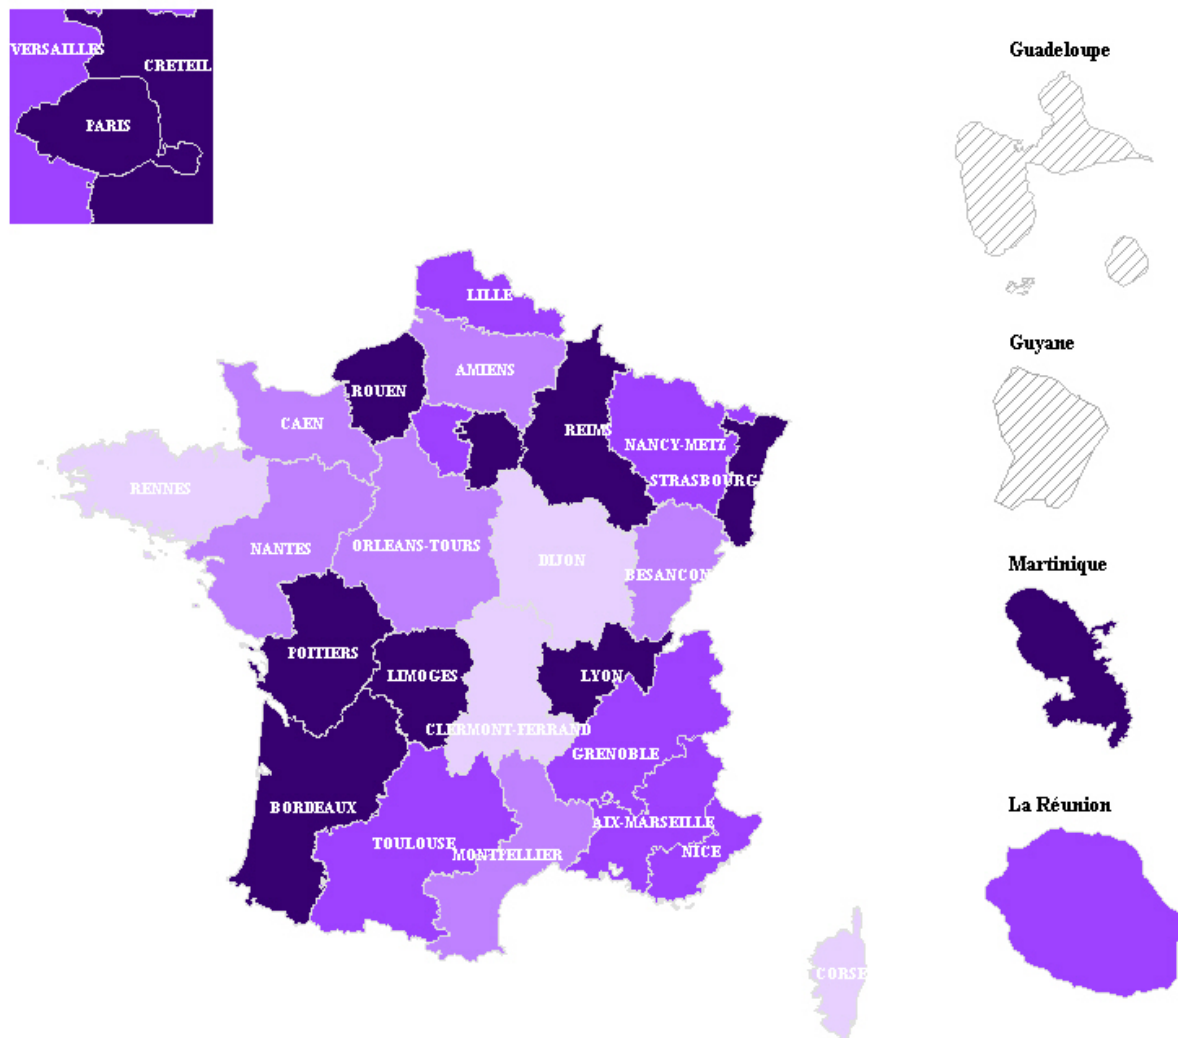 VERSAILLES
CRETEIL
PARIS
Guadeloupe
LILLE
Guyane
AMIENS
ROUEN
CAEN
REIMS
NANCY-METZ
STRASBOURG
RENNES
NANTES
ORLEANS-TOURS
DIJON
BESANCON
Martinique
POITIERS
LIMOGES
LYON
CLERMONT-FERRAND
GRENOBLE
BORDEAUX
La Réunion
AIX-MARSEILLE
TOULOUSE
MONTPELLIER
NICE
CORSE